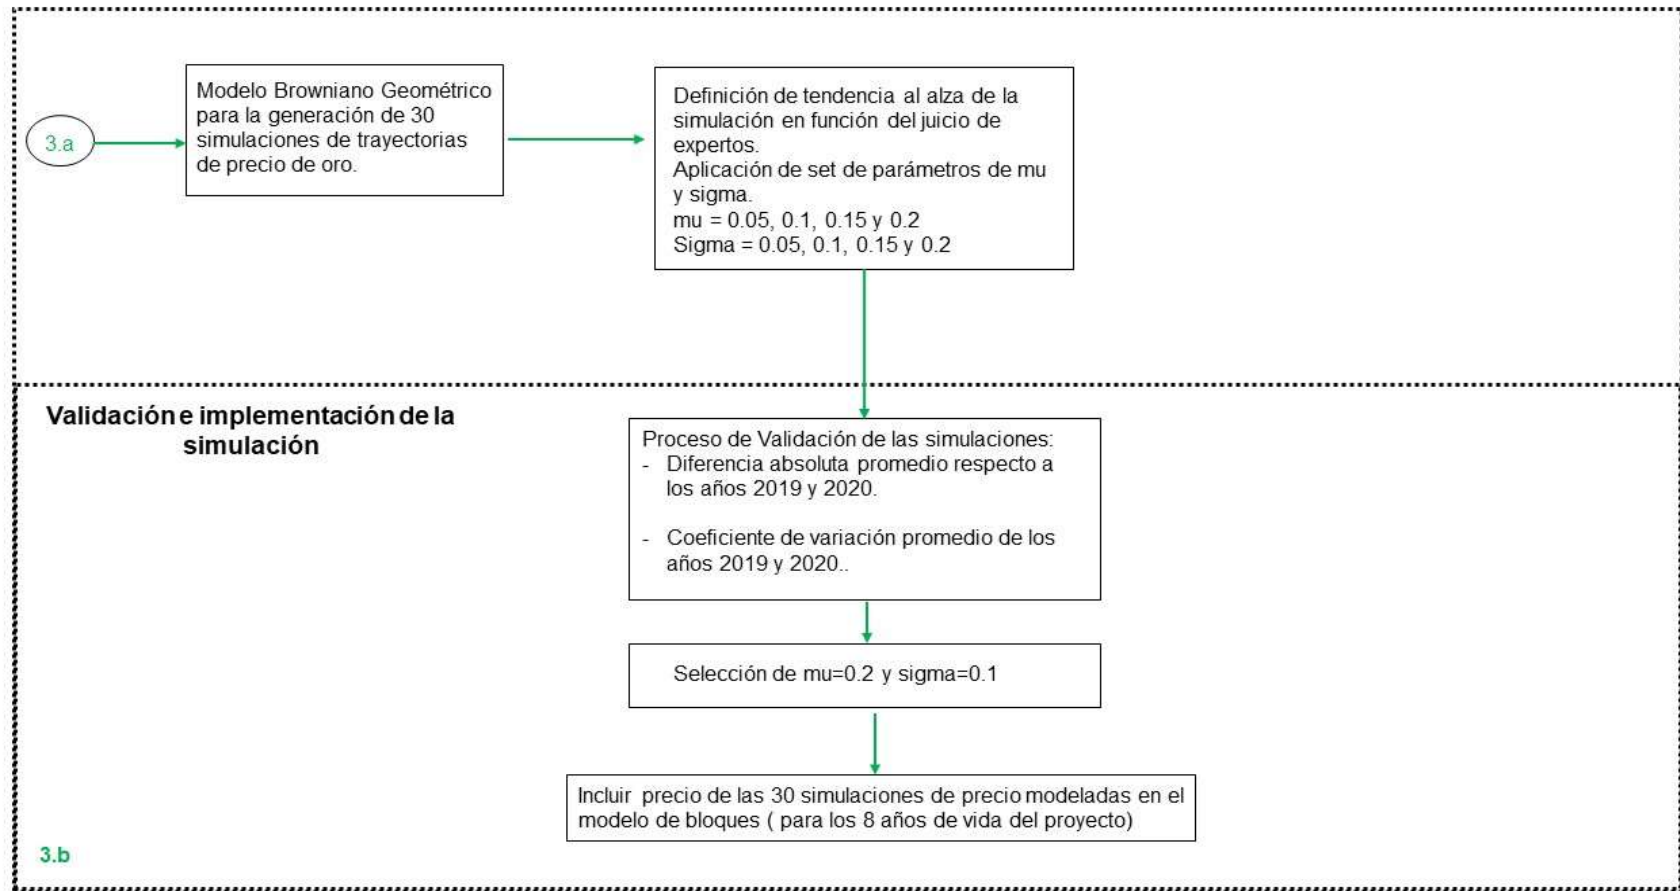 3.a
Modelo Browniano Geométrico
para la generación de 30
simulaciones de trayectorias
de precio de oro.
Definición de tendencia al alza de la
simulación en función del juicio de
expertos.
Aplicación de set de parámetros de mu
y sigma.
mu = 0.05, 0.1, 0.15 y 0.2
Sigma = 0.05, 0.1, 0.15 y 0.2
Validación e implementación de la
simulación
Proceso de Validación de las simulaciones:
- Diferencia absoluta promedio respecto a
los años 2019 y 2020.
- Coeficiente de variación promedio de los
años 2019 y 2020..
Selección de mu=0.2 y sigma=0.1
Incluir precio de las 30 simulaciones de precio modeladas en el
modelo de bloques ( para los 8 años de vida del proyecto)
3.b